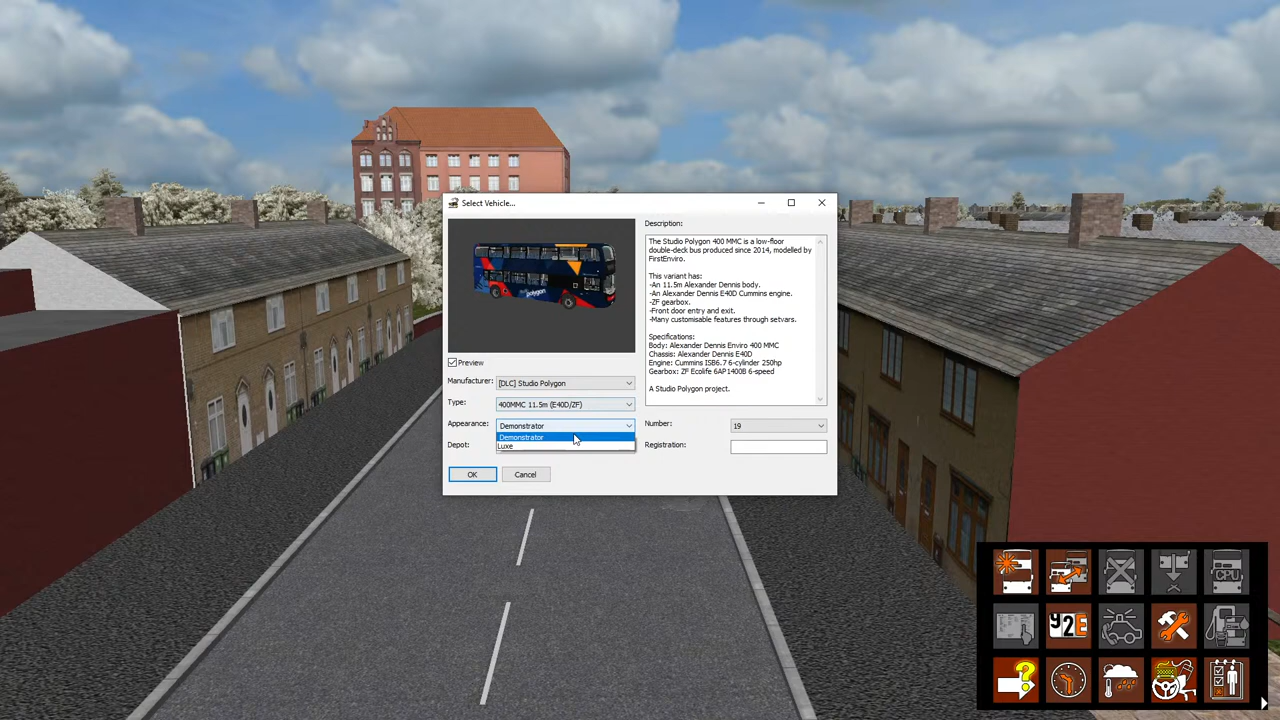 Select Vehicle...
Description:
The Studio Polygon 400 MMC is a low-floor
double-deck bus produced since 2014, modelled by
FirstEnviro.
This variant has:
-An 11.5m Alexander Dennis body.
-An Alexander Dennis E40D Cummins engine.
-ZF gearbox.
-Front door entry and exit.
-Many customisable features through setvars.
Specifications:
Body: Alexander Dennis Enviro 400 MMC
Chassis: Alexander Dennis E40D
Engine: Cummins ISB6.7 6-cylinder 250hp
Gearbox: ZF Ecolife 6AP1400B 6-speed
A Studio Polygon project.
polygon
Preview
Manufacturer: [DLC] Studio Polygon
Type: 400MMC 11.5m (E40D/ZF)
Appearance: Demonstrator
Number: 19
Demonstrator
Luxe
Depot:
Registration:
OK
Cancel
CPU
92E
?